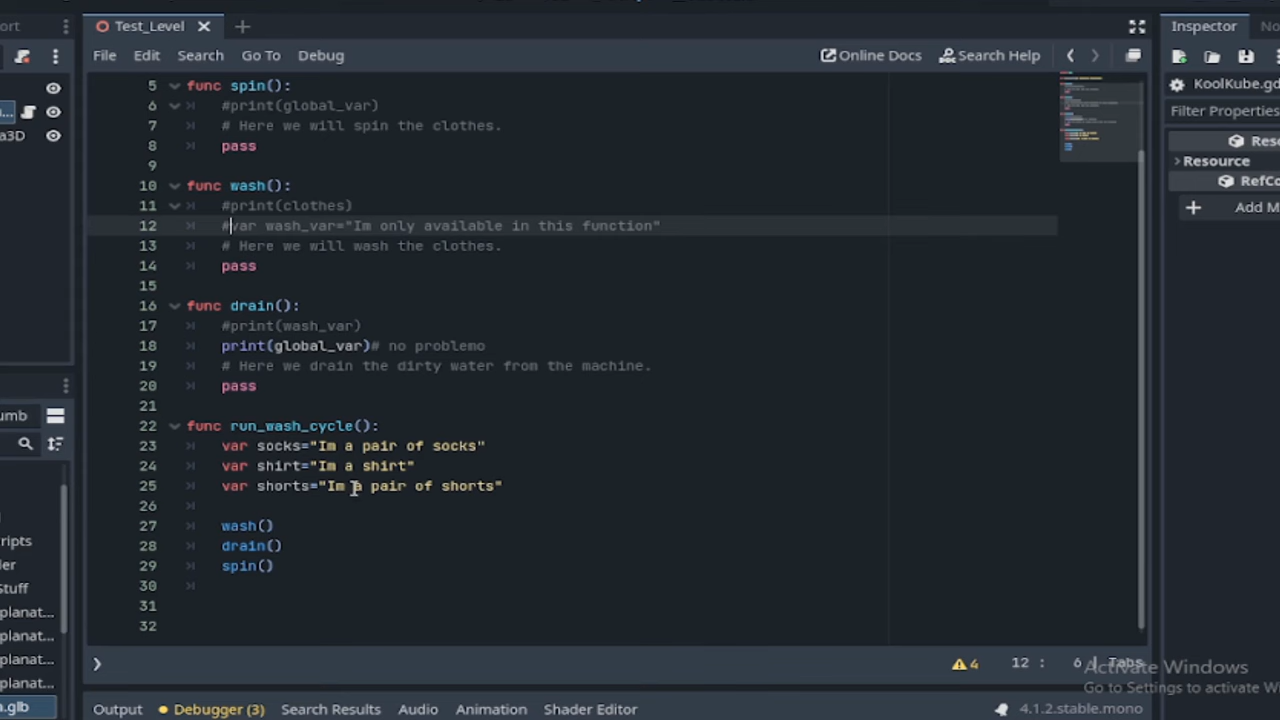 ort
Test_Level
Inspector
No
File Edit Search Go To Debug
Online Docs Search Help
KoolKube.gd
Filter Properties
Reso
Resource
RefCo
Add M
...
a3D
5 func spin():
6 #print(global_var)
7 # Here we will spin the clothes.
8 pass
9
10 func wash():
11 #print(clothes)
12 #var wash_var="Im only available in this function"
13 # Here we will wash the clothes.
14 pass
15
16 func drain():
17 #print(wash_var)
18 print(global_var)# no problemo
19 # Here we drain the dirty water from the machine.
20 pass
21
22 func run_wash_cycle():
23 var socks="Im a pair of socks"
24 var shirt="Im a shirt"
25 var shorts="Im a pair of shorts"
26
27 wash()
28 drain()
29 spin()
30
31
32
umb
ripts
der
Stuff
planat...
planat...
planat...
planat...
.glb
4 12 : 6 | Tabs
Activate Windows
Go to Settings to activate Wi
Output Debugger (3) Search Results Audio Animation Shader Editor
4.1.2.stable.mono